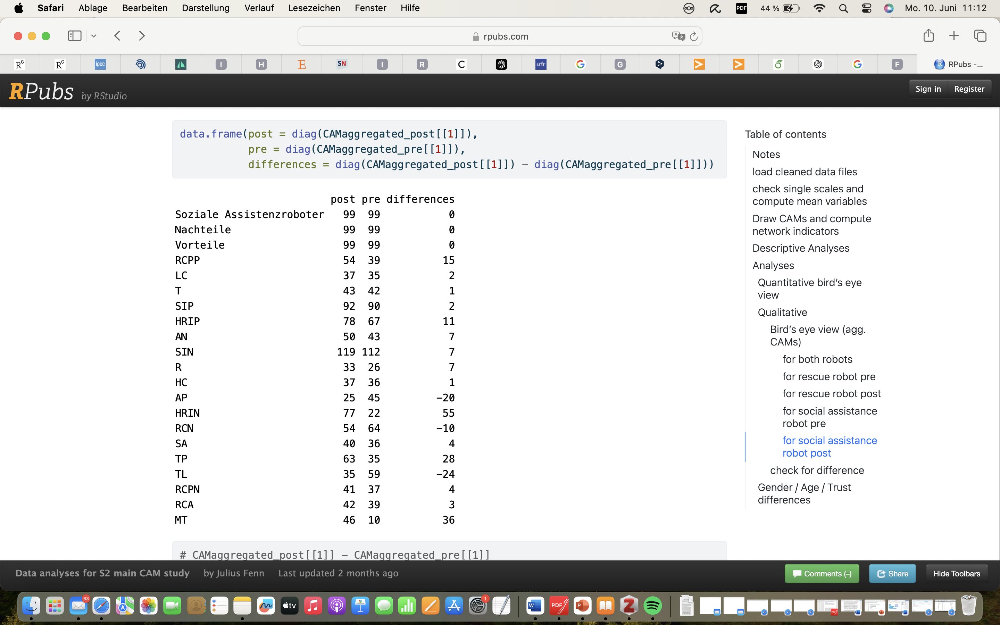 Safari Ablage Bearbeiten Darstellung Verlauf Lesezeichen Fenster Hilfe PDF 44 % Mo. 10. Juni 11:12
rpubs.com
RG RG ipcc I H E SN I R C ufr G G F R RPubs -...
RPubs by RStudio
Sign in Register
data.frame(post = diag(CAMaggregated_post[[1]]),
pre = diag(CAMaggregated_pre[[1]]),
differences = diag(CAMaggregated_post[[1]]) - diag(CAMaggregated_pre[[1]]))
post pre differences
Soziale Assistenzroboter 99 99 0
Nachteile 99 99 0
Vorteile 99 99 0
RCPP 54 39 15
LC 37 35 2
T 43 42 1
SIP 92 90 2
HRIP 78 67 11
AN 50 43 7
SIN 119 112 7
R 33 26 7
HC 37 36 1
AP 25 45 -20
HRIN 77 22 55
RCN 54 64 -10
SA 40 36 4
TP 63 35 28
TL 35 59 -24
RCPN 41 37 4
RCA 42 39 3
MT 46 10 36
# CAMaggregated_post[[1]] - CAMaggregated_pre[[1]]
Table of contents
Notes
load cleaned data files
check single scales and
compute mean variables
Draw CAMs and compute
network indicators
Descriptive Analyses
Analyses
Quantitative bird's eye
view
Qualitative
Bird's eye view (agg.
CAMs)
for both robots
for rescue robot pre
for rescue robot post
for social assistance
robot pre
for social assistance
robot post
check for difference
Gender / Age / Trust
differences
Data analyses for S2 main CAM study by Julius Fenn Last updated 2 months ago
Comments (–) Share Hide Toolbars
63 tv 1 W PDF P Z DOCX